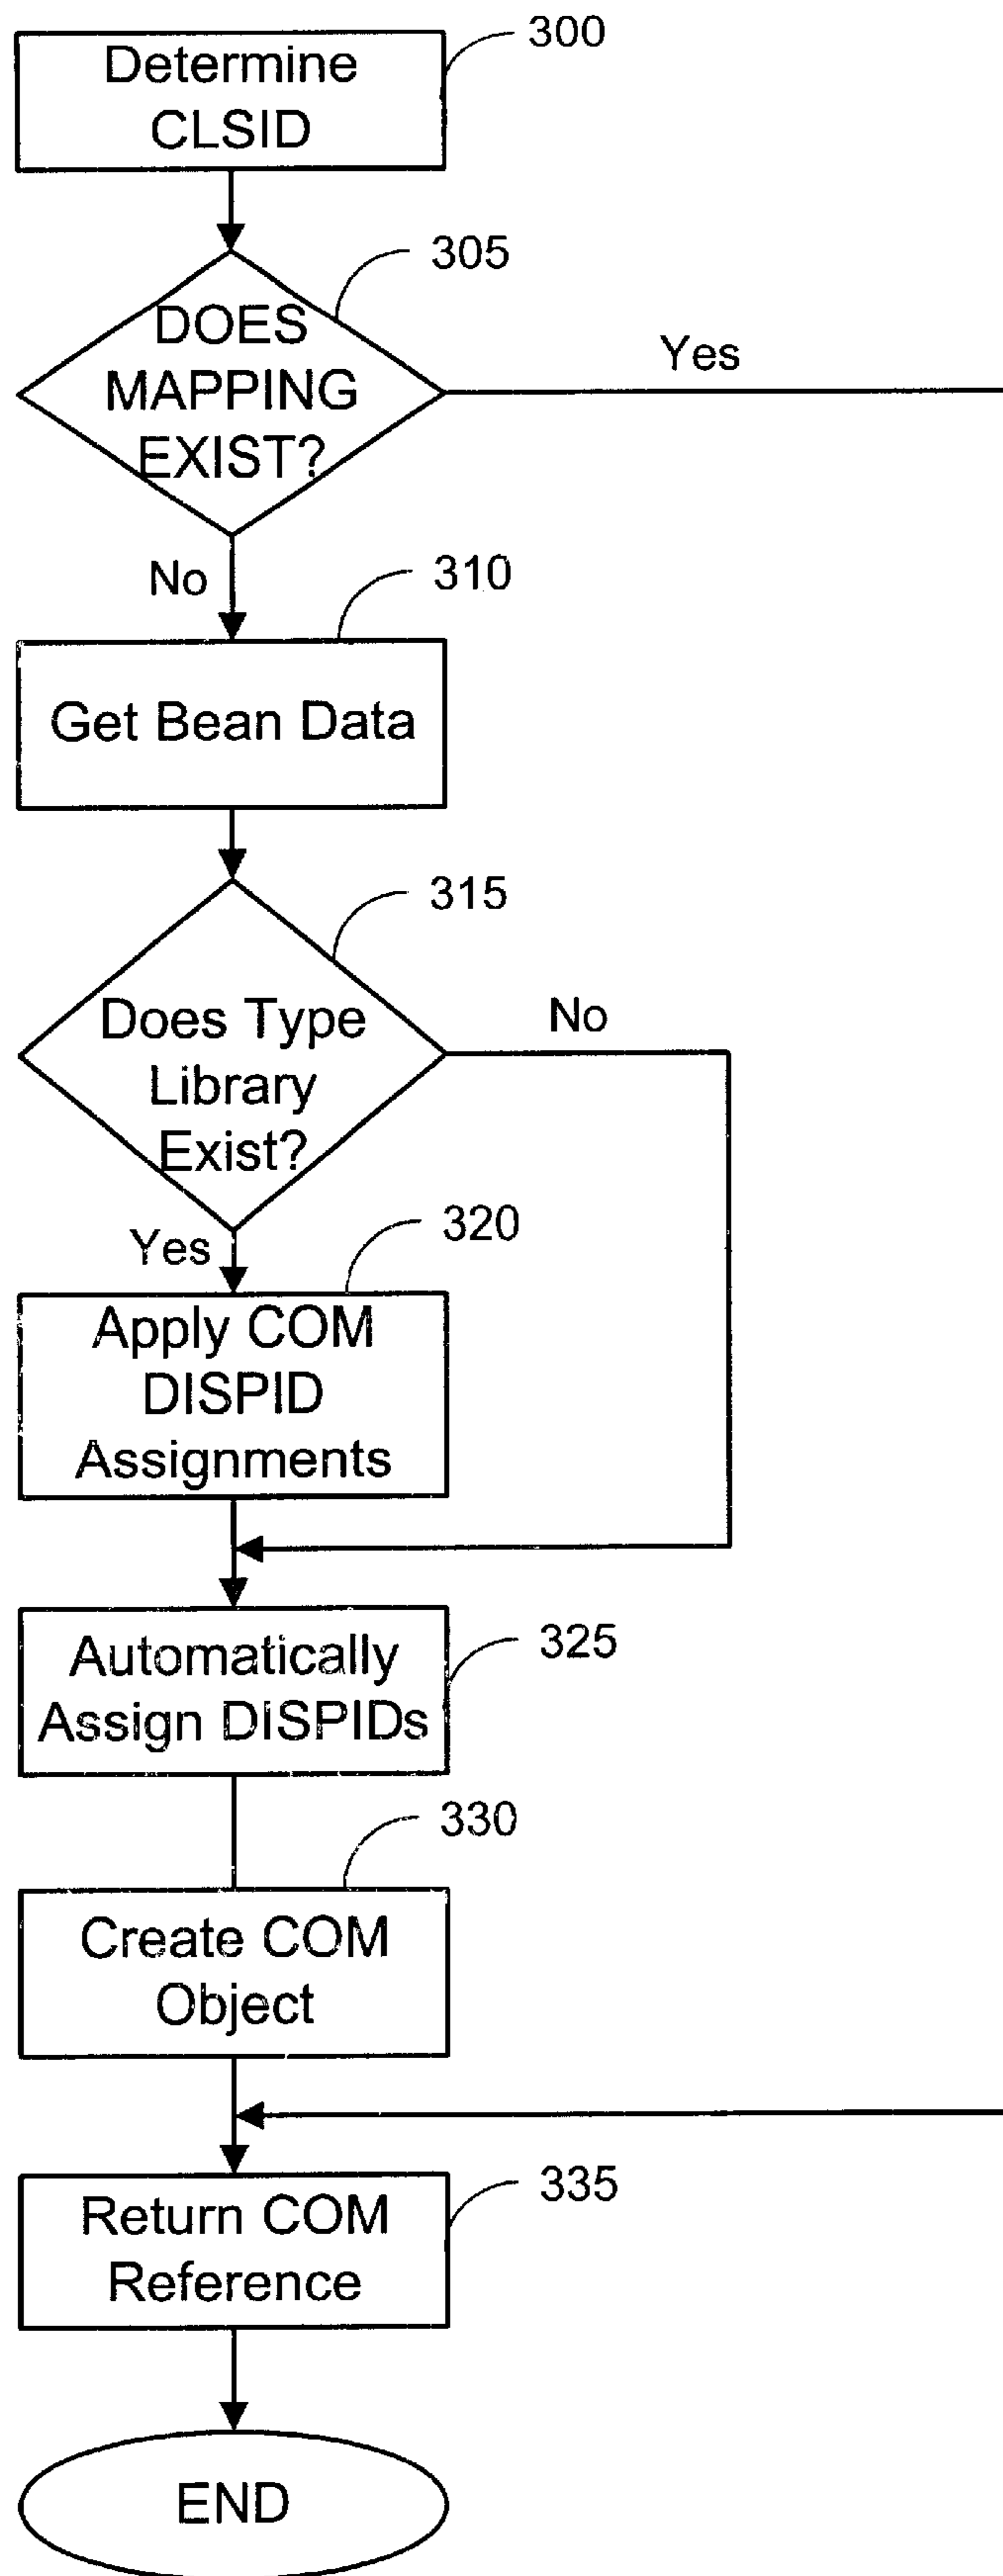 300
Determine
CLSID
305
DOES
MAPPING
EXIST?
Yes
No
310
Get Bean Data
315
Does Type
Library
Exist?
No
Yes
320
Apply COM
DISPID
Assignments
Automatically
Assign DISPIDs
325
330
Create COM
Object
Return COM
Reference
335
END